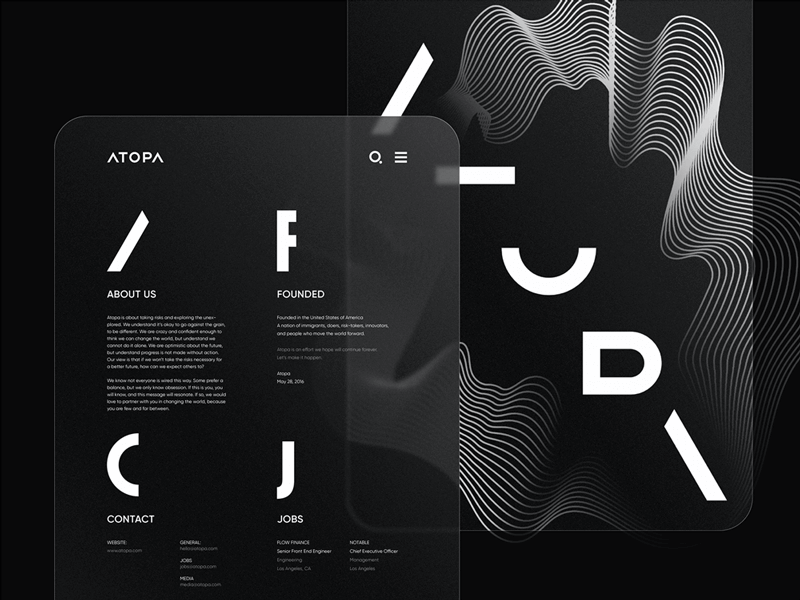 ATOPA
ABOUT US
Atopa is about taking risks and exploring the unex-
plored. We understand it's okay to go against the grain,
to be different. We are crazy and confident enough to
think we can change the world, but understand we
cannot do it alone. We are optimistic about the future,
but understand progress is not made without action.
Our view is that if we won't take the risks necessary for
a better future, how can we expect others to?
We know not everyone is wired this way. Some prefer a
balance, but we only know obsession. If this is you, you
will know, and this message will resonate. If so, we would
love to partner with you in changing the world, because
you are few and far between.
F
FOUNDED
Founded in the United States of America
A nation of immigrants, doers, risk-takers, innovators,
and people who move the world forward.
Atopa is an effort we hope will continue forever.
Let's make it happen.
Atopa
May 28, 2016
C
CONTACT
WEBSITE:
www.atopa.com
GENERAL:
hello@atopa.com
JOBS
jobs@atopa.com
MEDIA
media@atopa.com
J
JOBS
FLOW FINANCE
Senior Front End Engineer
Engineering
Los Angeles, CA
NOTABLE
Chief Executive Officer
Management
Los Angeles